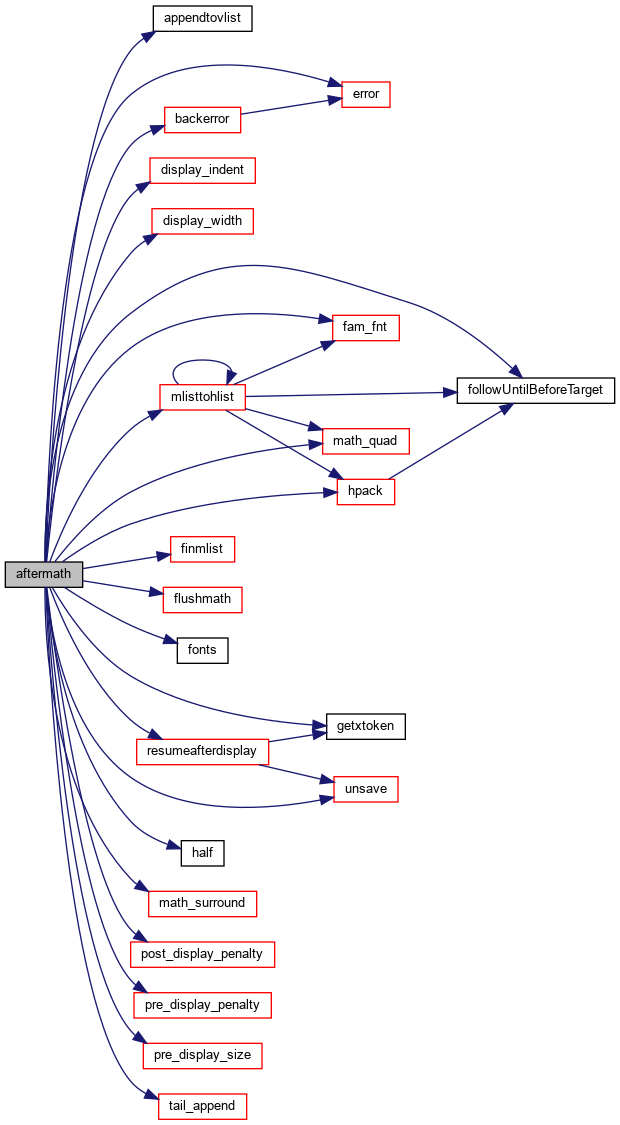 appendtovlist
error
backerror
display_indent
display_width
fam_fnt
followUntilBeforeTarget
mlisttohlist
math_quad
hpack
finmlist
aftermath
flushmath
fonts
getxtoken
resumeafterdisplay
unsave
half
math_surround
post_display_penalty
pre_display_penalty
pre_display_size
tail_append